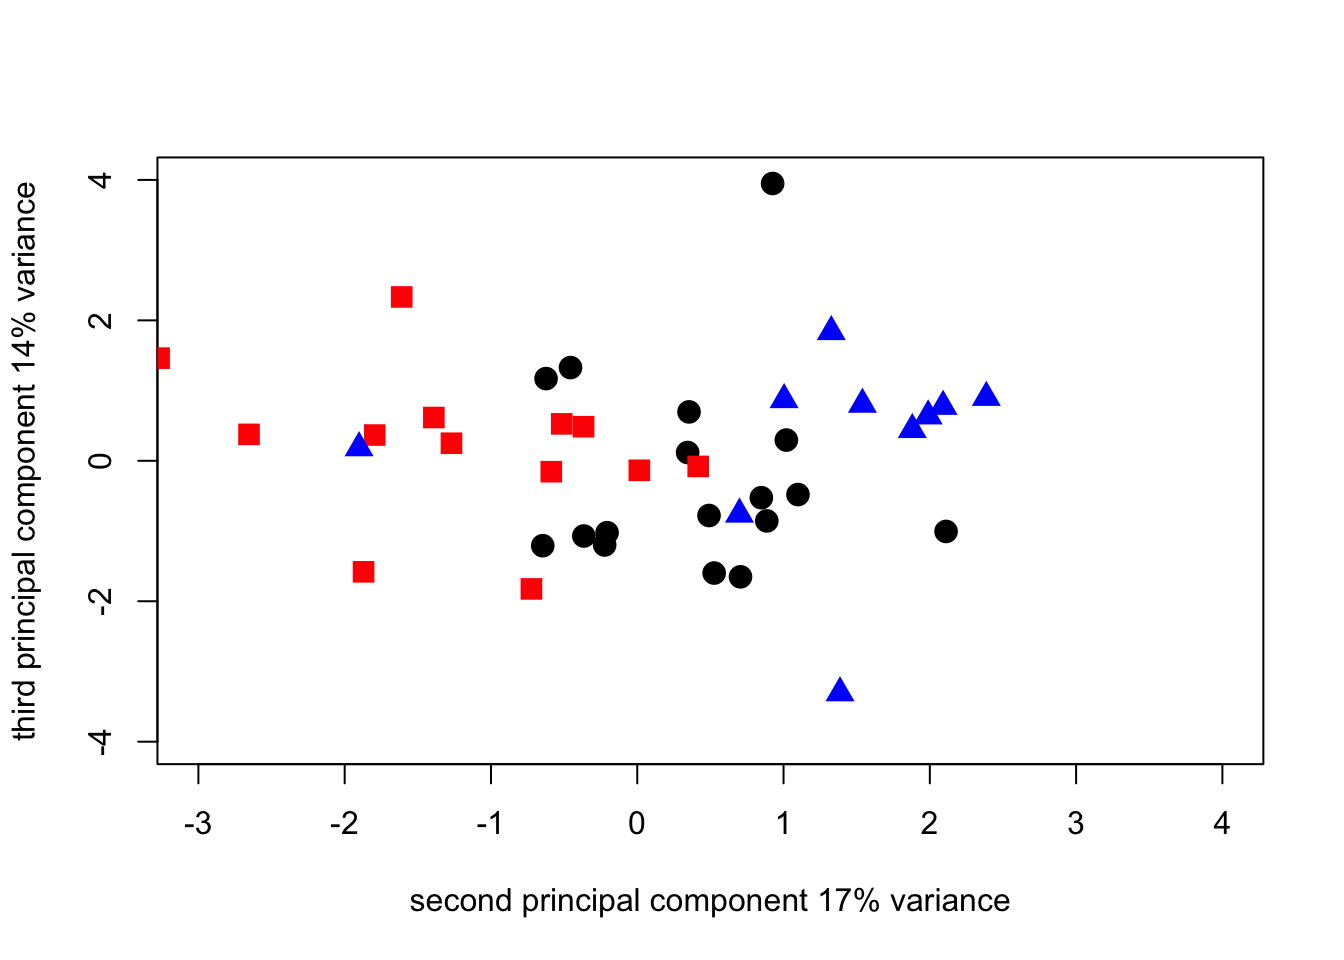 third principal component 14% variance
4
2
0
-2
-4
-3 -2 -1 0 1 2 3 4
second principal component 17% variance